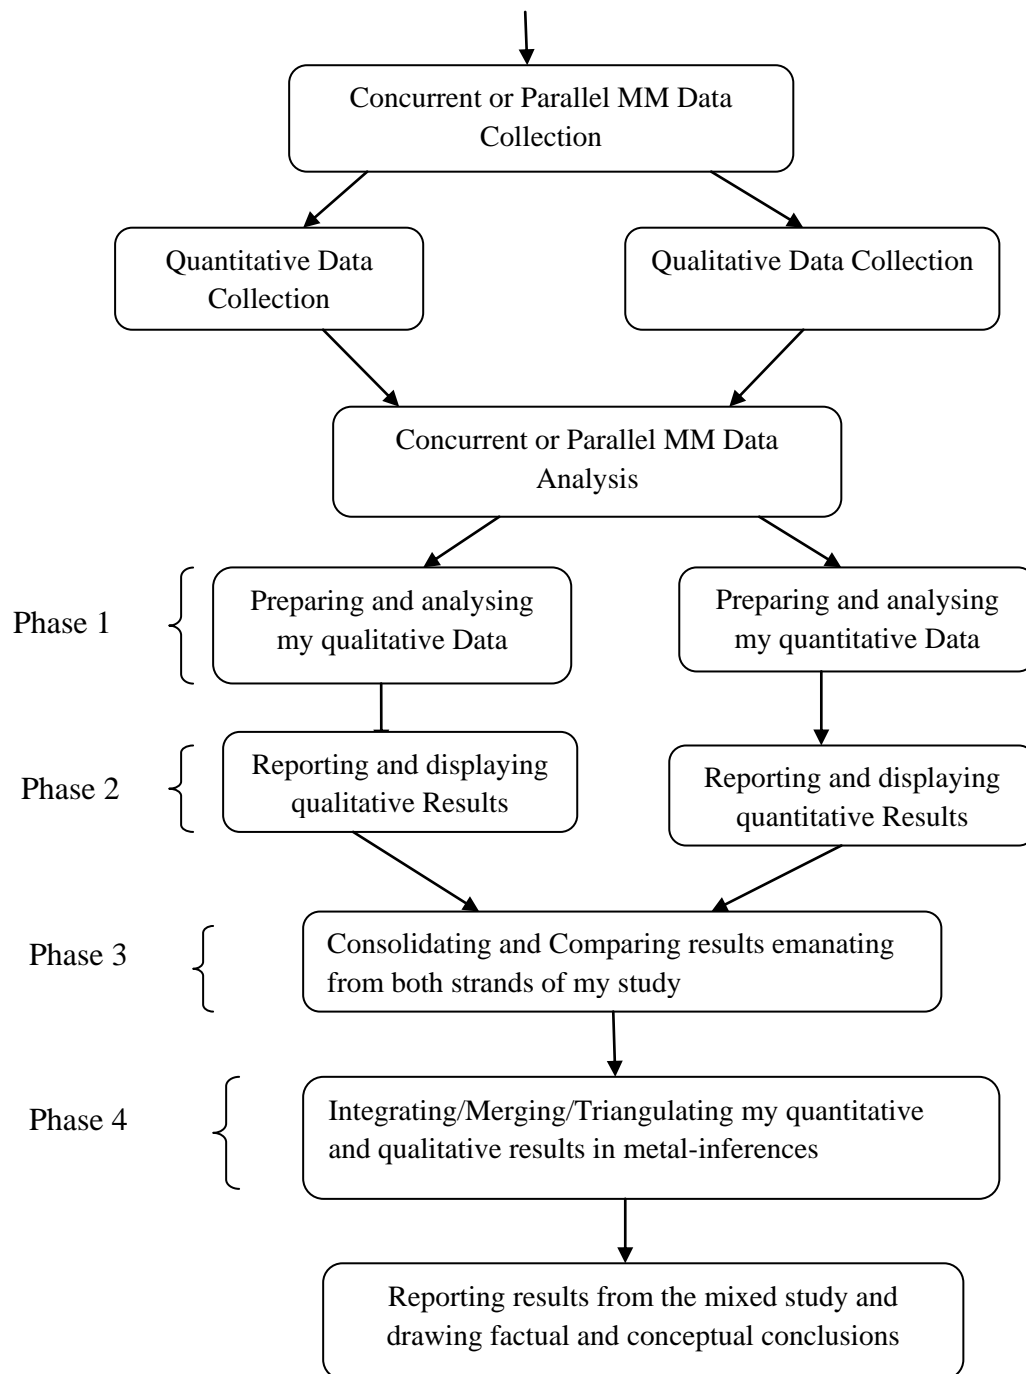 Concurrent or Parallel MM Data
Collection
Quantitative Data
Collection
Qualitative Data Collection
Concurrent or Parallel MM Data
Analysis
Phase 1
Preparing and analysing
my qualitative Data
Preparing and analysing
my quantitative Data
Phase 2
Reporting and displaying
qualitative Results
Reporting and displaying
quantitative Results
Phase 3
Consolidating and Comparing results emanating
from both strands of my study
Phase 4
Integrating/Merging/Triangulating my quantitative
and qualitative results in metal-inferences
Reporting results from the mixed study and
drawing factual and conceptual conclusions